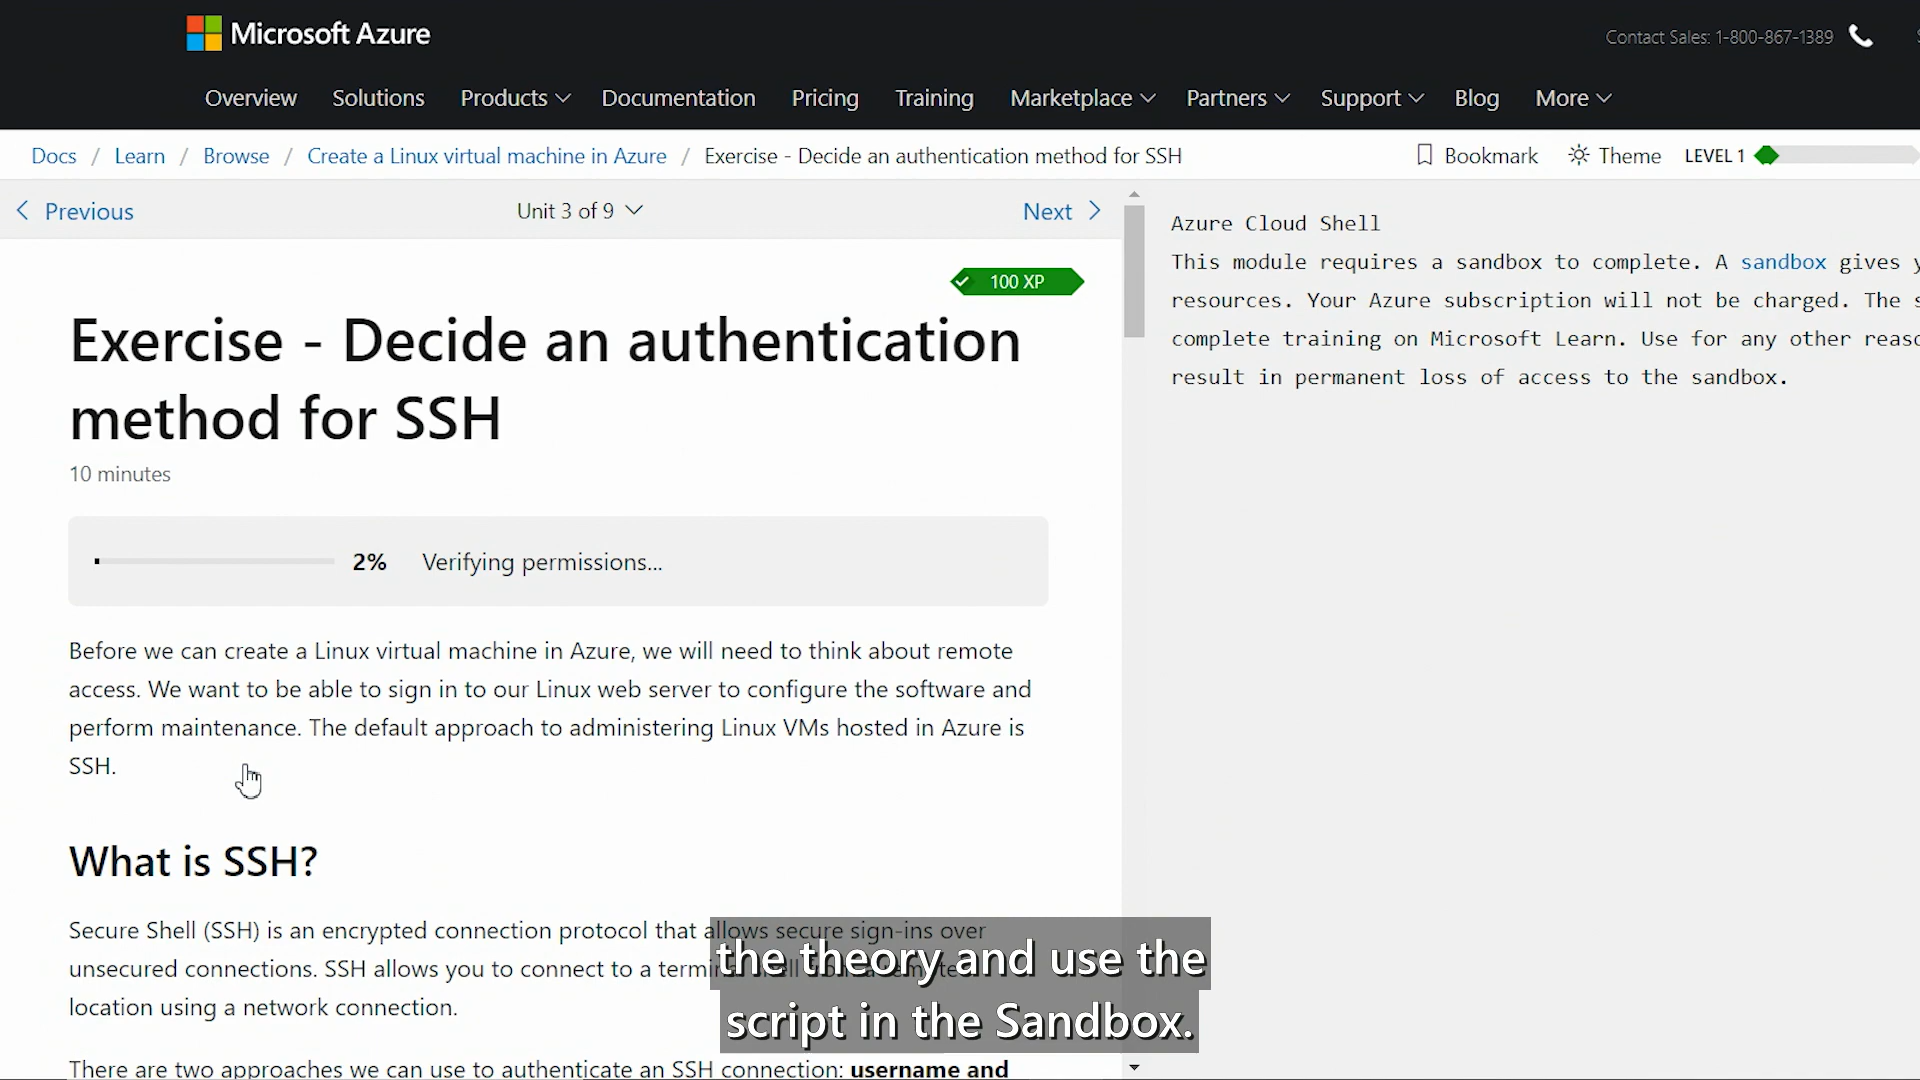 Microsoft Azure
Contact Sales: 1-800-867-1389
Overview Solutions Products Documentation Pricing Training Marketplace Partners Support Blog More
Docs / Learn / Browse / Create a Linux virtual machine in Azure / Exercise - Decide an authentication method for SSH
Bookmark Theme LEVEL 1
Previous Unit 3 of 9 Next
100 XP
Exercise - Decide an authentication
method for SSH
10 minutes
2% Verifying permissions...
Before we can create a Linux virtual machine in Azure, we will need to think about remote
access. We want to be able to sign in to our Linux web server to configure the software and
perform maintenance. The default approach to administering Linux VMs hosted in Azure is
SSH.
What is SSH?
Secure Shell (SSH) is an encrypted connection protocol that allows secure sign-ins over
unsecured connections. SSH allows you to connect to a
location using a network connection.
There are two approaches we can use to authenticate an SSH connection: username and
Azure Cloud Shell
This module requires a sandbox to complete. A sandbox gives
resources. Your Azure subscription will not be charged. The
complete training on Microsoft Learn. Use for any other
result in permanent loss of access to the sandbox.
the theory and use the
script in the Sandbox.